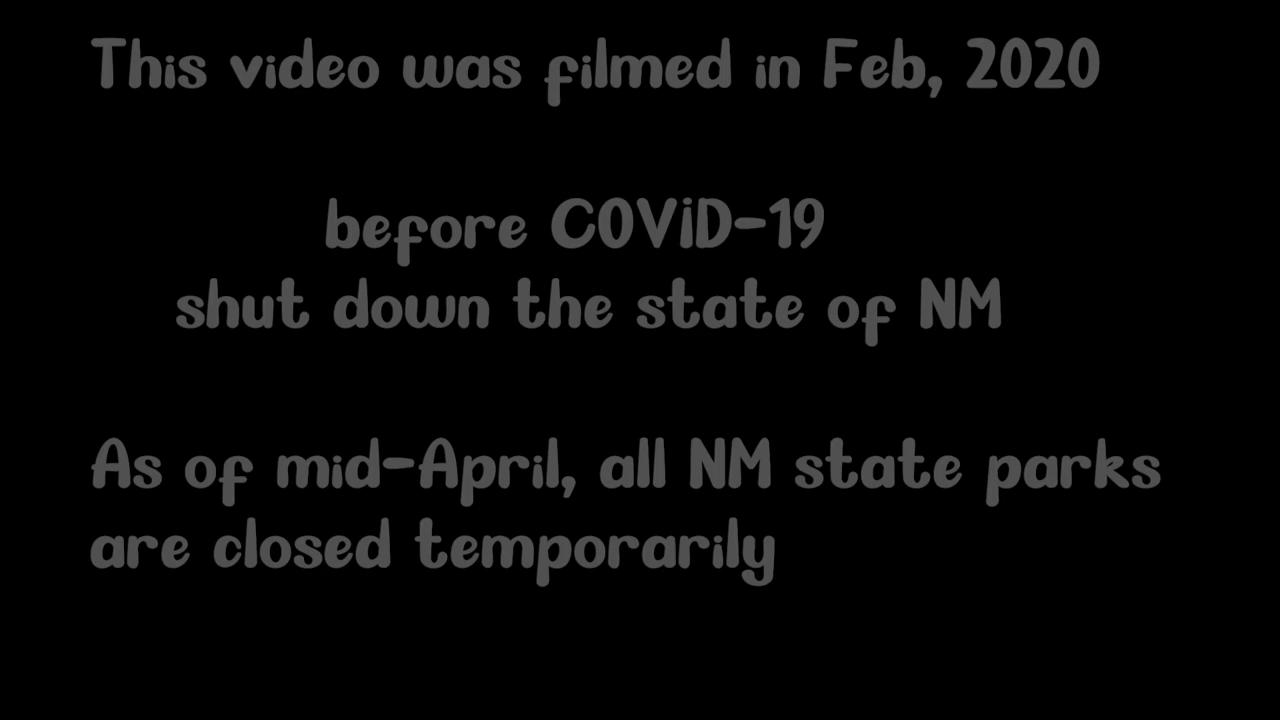 This video was filmed in Feb, 2020
before COViD-19
shut down the state of NM
As of mid-April, all NM state parks
are closed temporarily